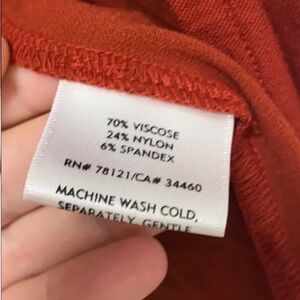 70% VISCOSE
24% NYLON
6% SPANDEX
RN# 78121/CA# 34460
MACHINE WASH COLD,
SEPARATELY, GENTLE